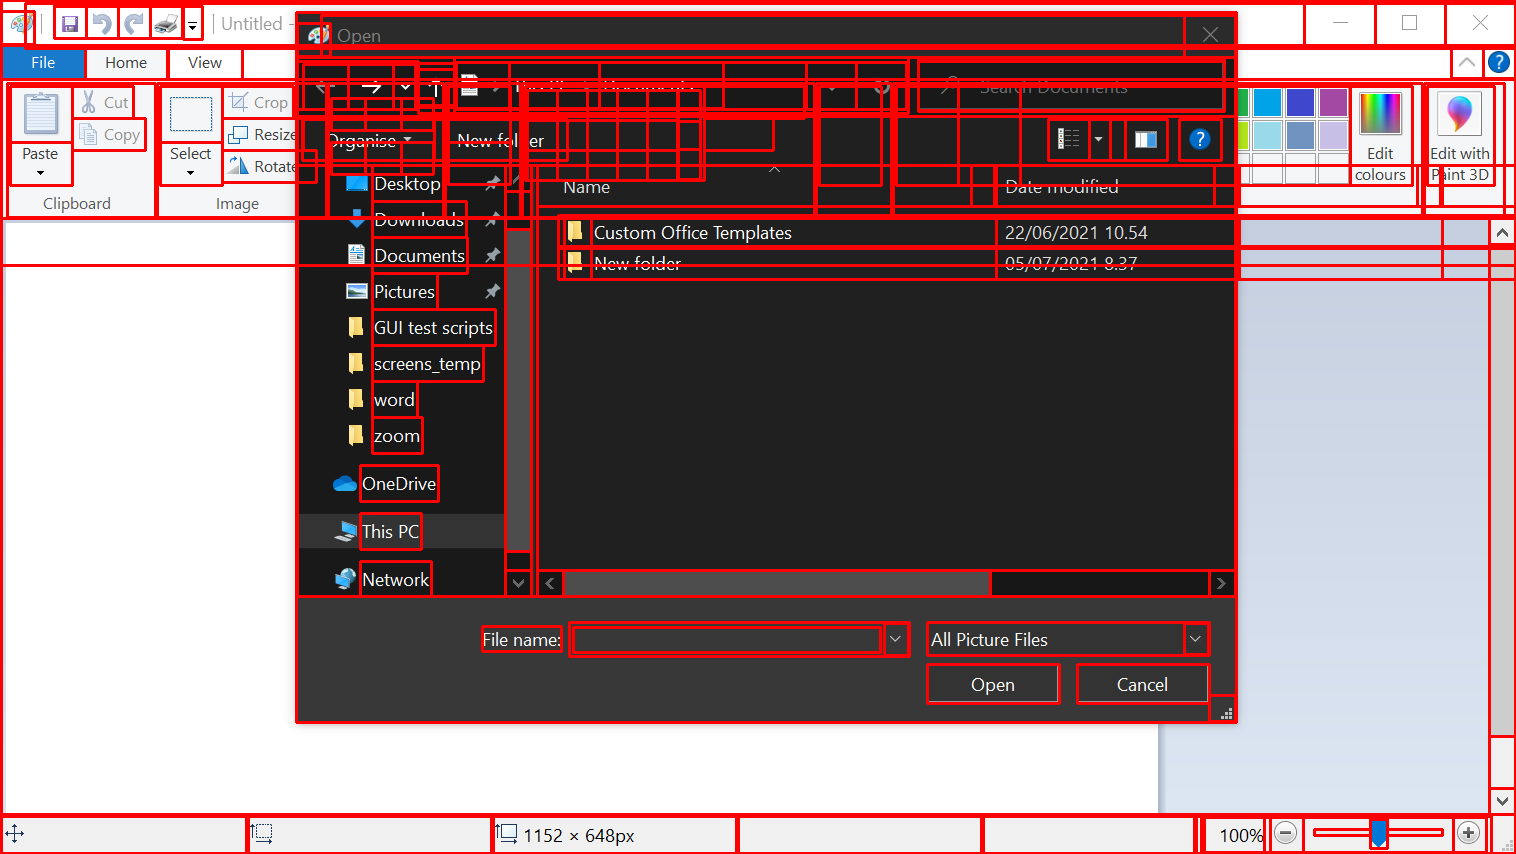 Untitled -
Open
File
Home
View
Search Documents
Cut
Copy
Paste
Clipboard
Crop
Resize
Rotate
Select
Image
Organise
New folder
Edit
colours
Edit with
Paint 3D
Name
Date modified
Desktop
Downloads
Documents
Pictures
GUI test scripts
screens_temp
word
zoom
OneDrive
This PC
Network
Custom Office Templates
22/06/2021 10.54
New folder
05/07/2021 8.37
File name:
All Picture Files
Open
Cancel
1152 × 648px
100%